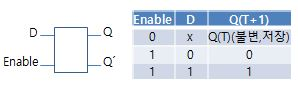 D
Q
Enable
Q´
Enable D Q(T+1)
0 x Q(T)(불변,저장)
1 0 0
1 1 1